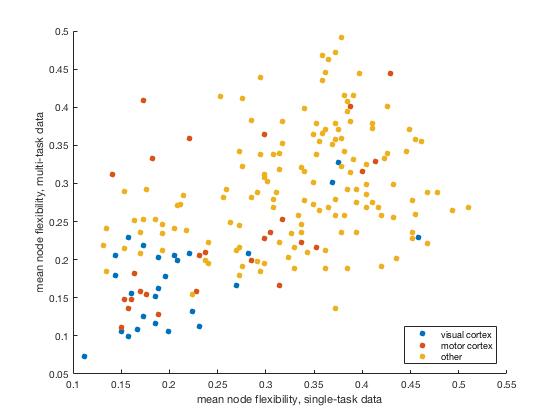 0.5
0.45
0.4
0.35
0.3
0.25
0.2
0.15
0.1
0.05
mean node flexibility, multi-task data
visual cortex
motor cortex
other
0.1 0.15 0.2 0.25 0.3 0.35 0.4 0.45 0.5 0.55
mean node flexibility, single-task data